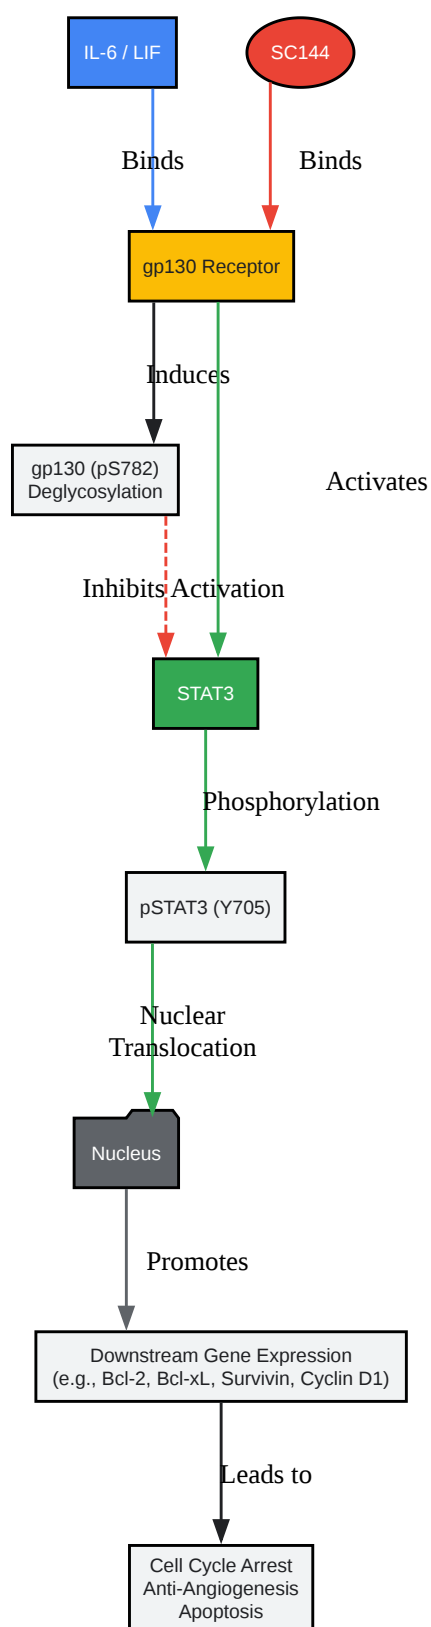 IL-6 / LIF
SC144
Binds
Binds
gp130 Receptor
Induces
gp130 (pS782)
Deglycosylation
Activates
Inhibits Activation
STAT3
Phosphorylation
pSTAT3 (Y705)
Nuclear
Translocation
Nucleus
Promotes
Downstream Gene Expression
(e.g., Bcl-2, Bcl-xL, Survivin, Cyclin D1)
Leads to
Cell Cycle Arrest
Anti-Angiogenesis
Apoptosis